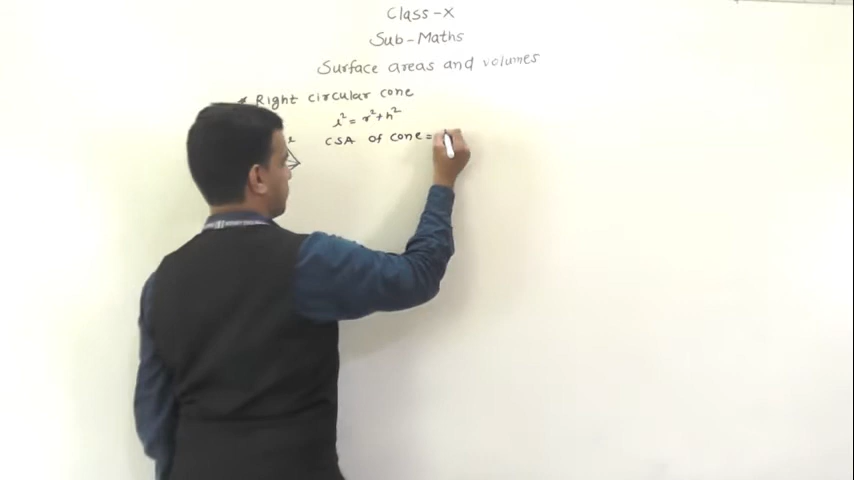 Class-X
Sub-Maths
Surface areas and volumes
* Right circular cone
l² = r²+h²
l
CSA of cone =